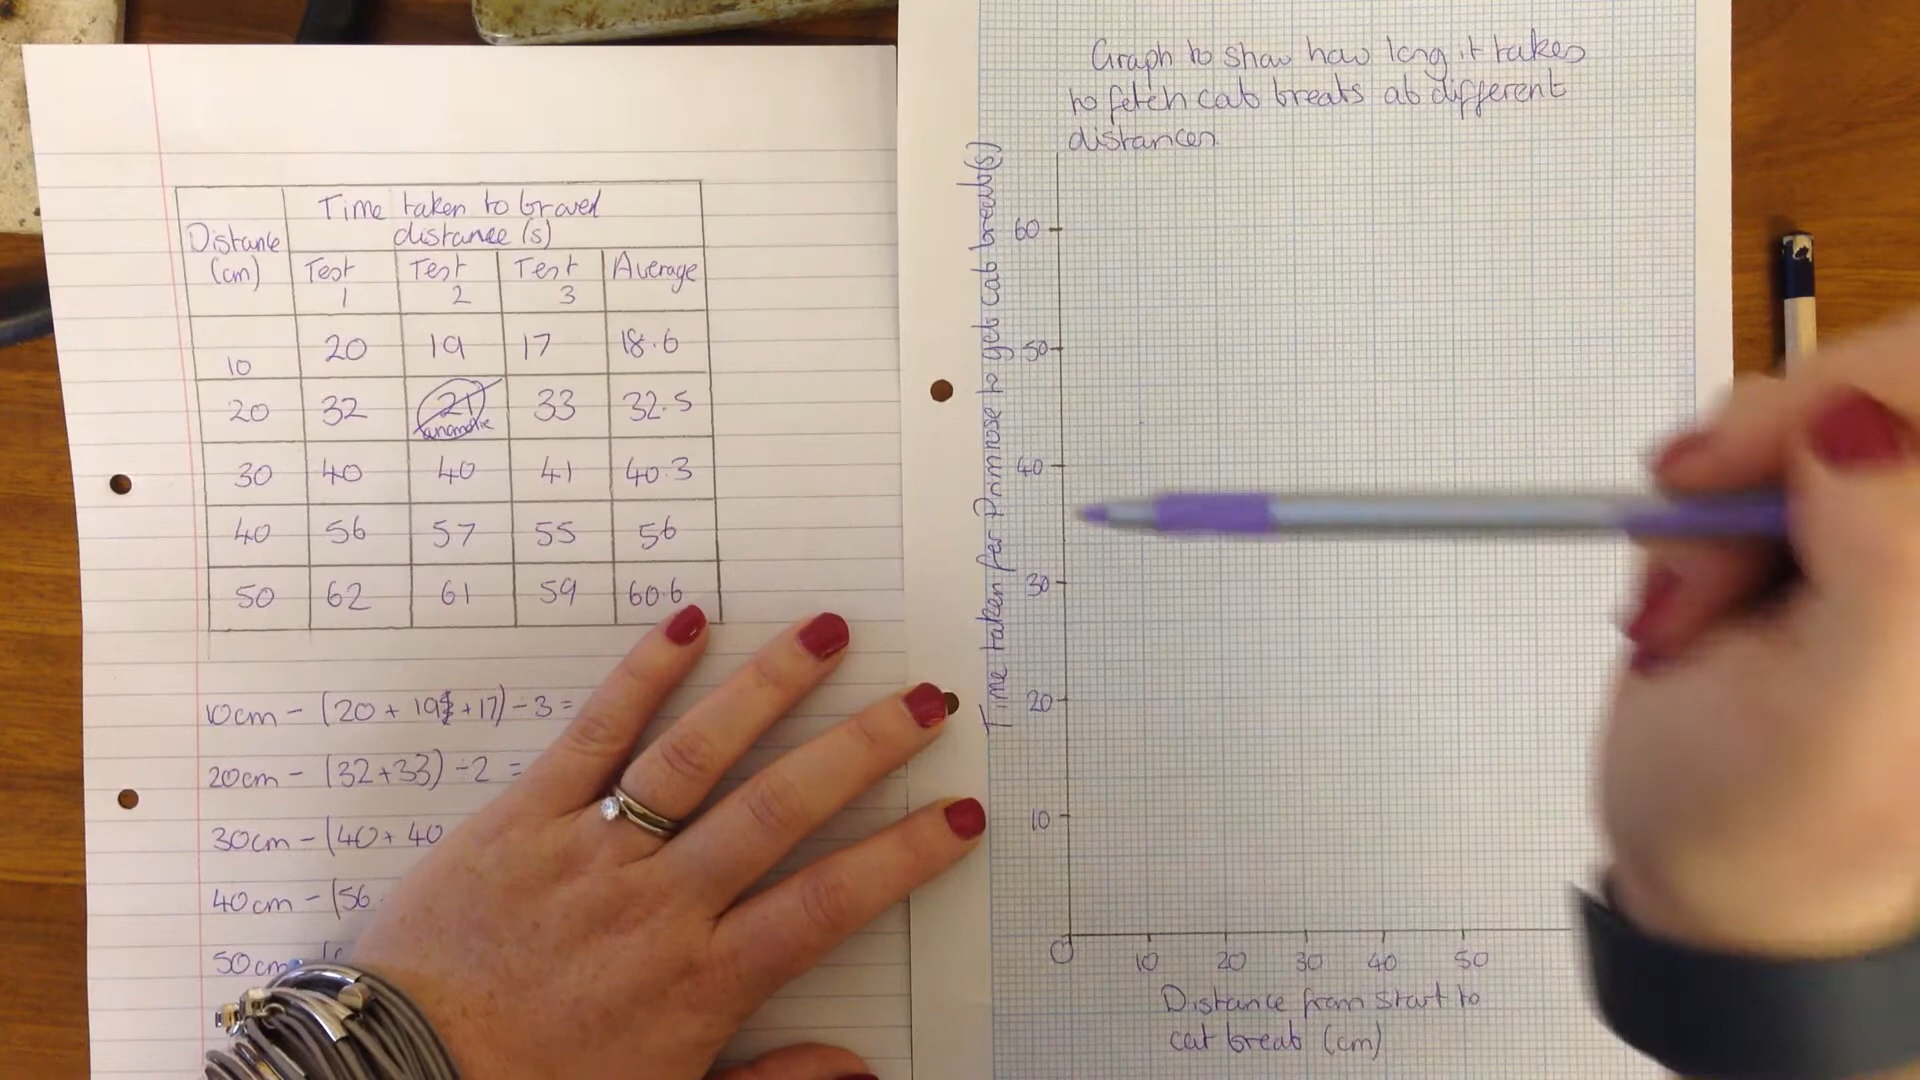 Time taken to travel
distance (s)
Distance
(cm)
Test
1
Test
2
Test
3
Average
10 20 19 17 18.6
20 32 21 33 32.5
anomalie
30 40 40 41 40.3
40 56 57 55 56
50 62 61 59 60.6
10cm - (20 + 19 + 17) ÷ 3 =
20cm - (32+33) ÷ 2 =
30cm - (40 + 40
40cm - (56
50cm
Graph to show how long it takes
to fetch cat treats at different
distances
Time taken for Primrose to get cat treats (s)
60
50
40
30
20
10
0 10 20 30 40 50
Distance from start to
cat treat (cm)